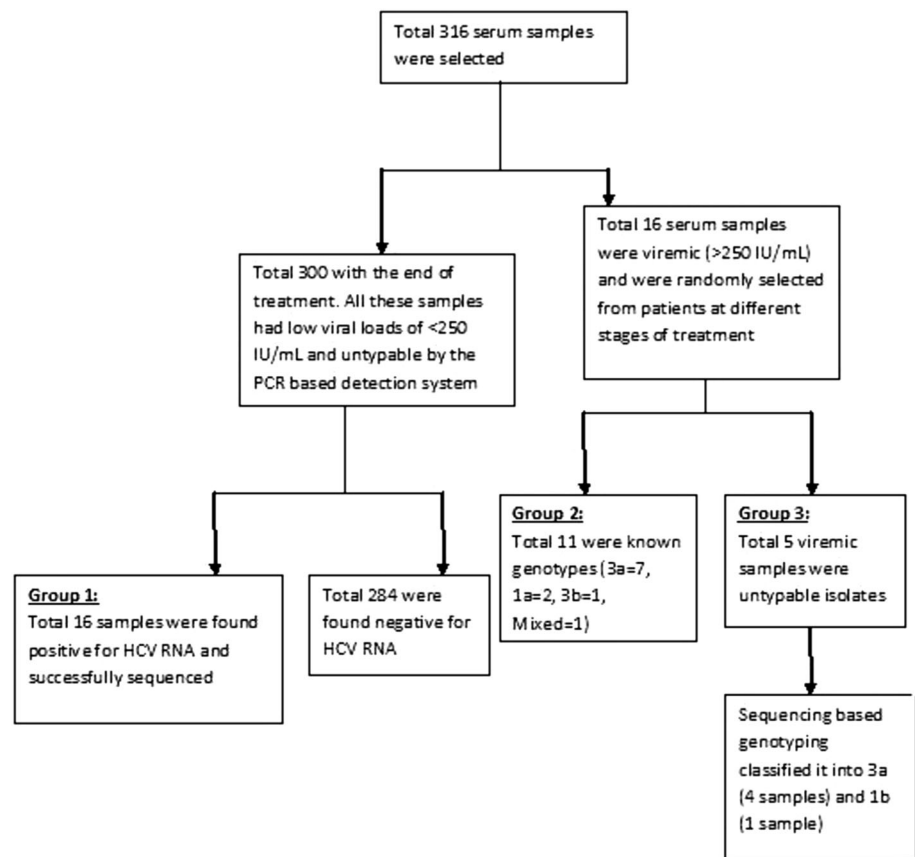 Total 316 serum samples
were selected
Total 300 with the end of
treatment. All these samples
had low viral loads of <250
IU/mL and untypable by the
PCR based detection system
Total 16 serum samples
were viremic (>250 IU/mL)
and were randomly selected
from patients at different
stages of treatment
Group 1:
Total 16 samples were found
positive for HCV RNA and
successfully sequenced
Total 284 were
found negative for
HCV RNA
Group 2:
Total 11 were known
genotypes (3a=7,
1a=2, 3b=1,
Mixed=1)
Group 3:
Total 5 viremic
samples were
untypable isolates
Sequencing based
genotyping
classified it into 3a
(4 samples) and 1b
(1 sample)